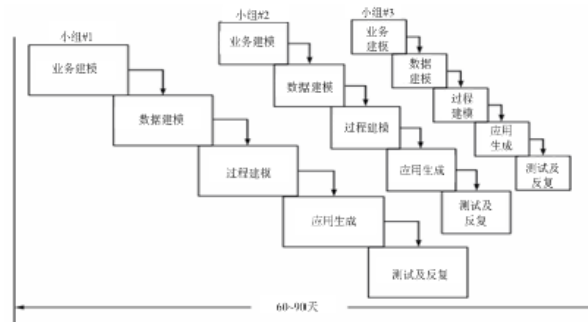 小组#1
业务建模
数据建模
过程建模
应用生成
测试及反复
小组#2
业务建模
数据建模
过程建模
应用生成
测试及
反复
小组#3
业务
建模
数据
建模
过程
建模
应用
生成
测试及
反复
60~90天